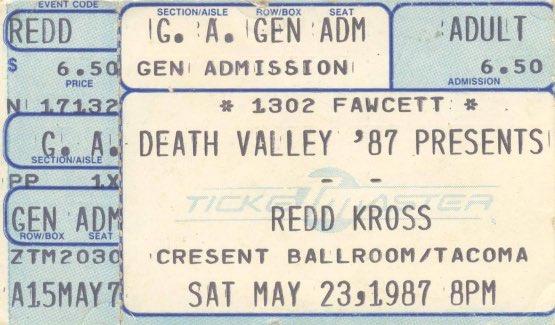 EVENT CODE
REDD
$ 6.50
PRICE
N 17132
G. A.
SECTION/AISLE
PP 1X
GEN ADM
ROW/BOX SEAT
ZTM2030
A15MAY7
SECTION/AISLE ROW/BOX SEAT
G. A. GEN ADM
GEN ADMISSION
ADULT
6.50
ADMISSION
* 1302 FAWCETT *
DEATH VALLEY '87 PRESENTS
- -
TICKETMASTER
REDD KROSS
CRESENT BALLROOM/TACOMA
SAT MAY 23,1987 8PM